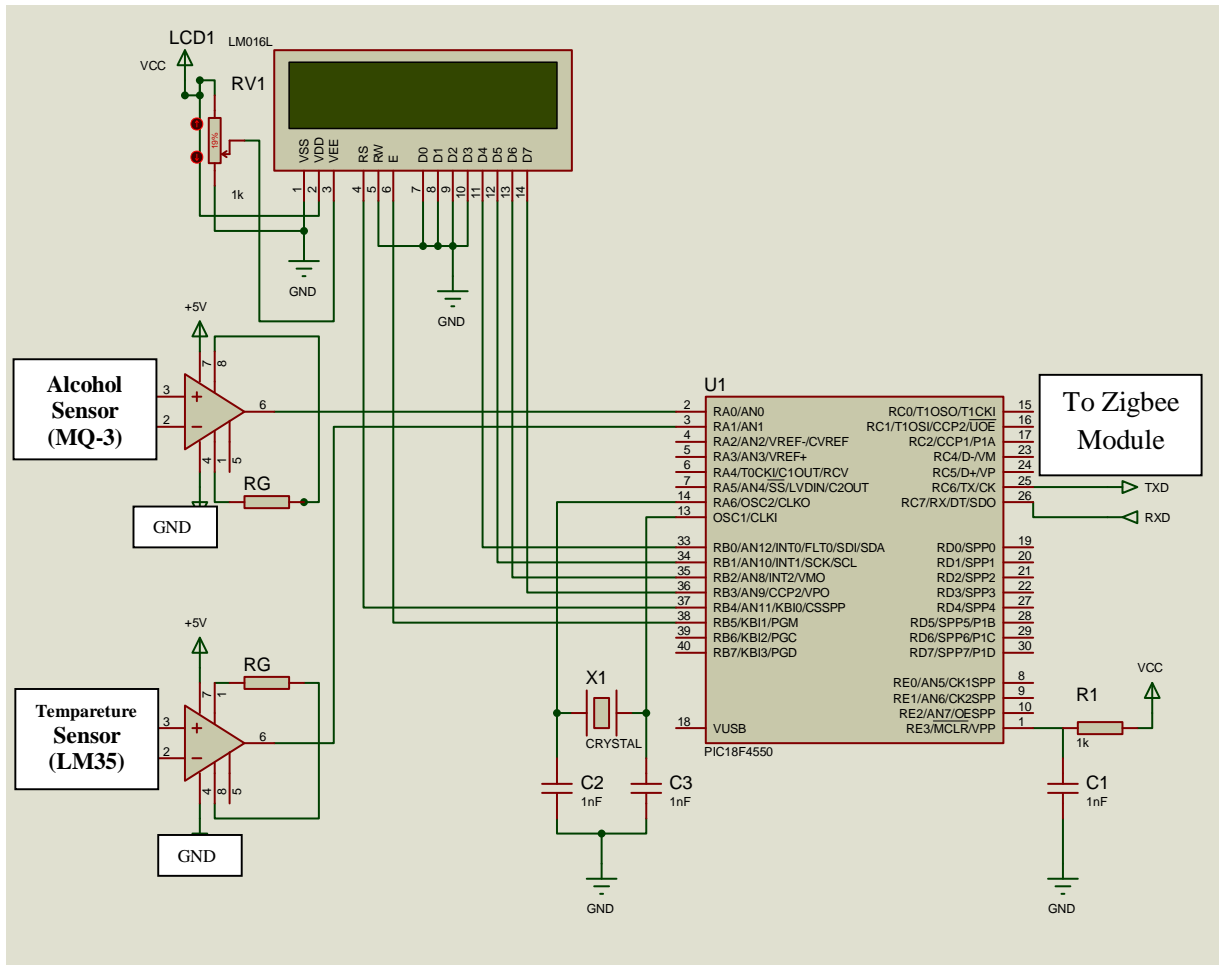 LCD1
LM016L
VCC
RV1
19%
1k
VSS
VDD
VEE
RS
RW
E
D0
D1
D2
D3
D4
D5
D6
D7
1
2
3
4
5
6
7
8
9
10
11
12
13
14
GND
GND
+5V
Alcohol
Sensor
(MQ-3)
3
2
7
8
6
4
1
5
+
−
RG
GND
+5V
Tempareture
Sensor
(LM35)
3
2
7
1
6
4
8
5
+
−
RG
GND
U1
2 RA0/AN0
3 RA1/AN1
4 RA2/AN2/VREF-/CVREF
5 RA3/AN3/VREF+
6 RA4/T0CKI/C1OUT/RCV
7 RA5/AN4/SS/LVDIN/C2OUT
14 RA6/OSC2/CLKO
13 OSC1/CLKI
33 RB0/AN12/INT0/FLT0/SDI/SDA
34 RB1/AN10/INT1/SCK/SCL
35 RB2/AN8/INT2/VMO
36 RB3/AN9/CCP2/VPO
37 RB4/AN11/KBI0/CSSPP
38 RB5/KBI1/PGM
39 RB6/KBI2/PGC
40 RB7/KBI3/PGD
18 VUSB
RC0/T1OSO/T1CKI 15
RC1/T1OSI/CCP2/UOE 16
RC2/CCP1/P1A 17
RC4/D-/VM 23
RC5/D+/VP 24
RC6/TX/CK 25
RC7/RX/DT/SDO 26
RD0/SPP0 19
RD1/SPP1 20
RD2/SPP2 21
RD3/SPP3 22
RD4/SPP4 27
RD5/SPP5/P1B 28
RD6/SPP6/P1C 29
RD7/SPP7/P1D 30
RE0/AN5/CK1SPP 8
RE1/AN6/CK2SPP 9
RE2/AN7/OESPP 10
RE3/MCLR/VPP 1
PIC18F4550
To Zigbee
Module
TXD
RXD
X1
CRYSTAL
C2
1nF
C3
1nF
GND
VCC
R1
1k
C1
1nF
GND